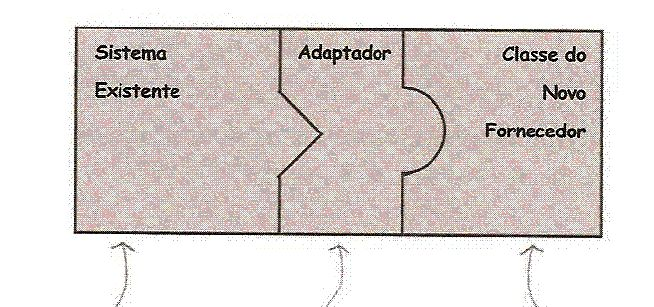 Sistema
Existente
Adaptador
Classe do
Novo
Fornecedor